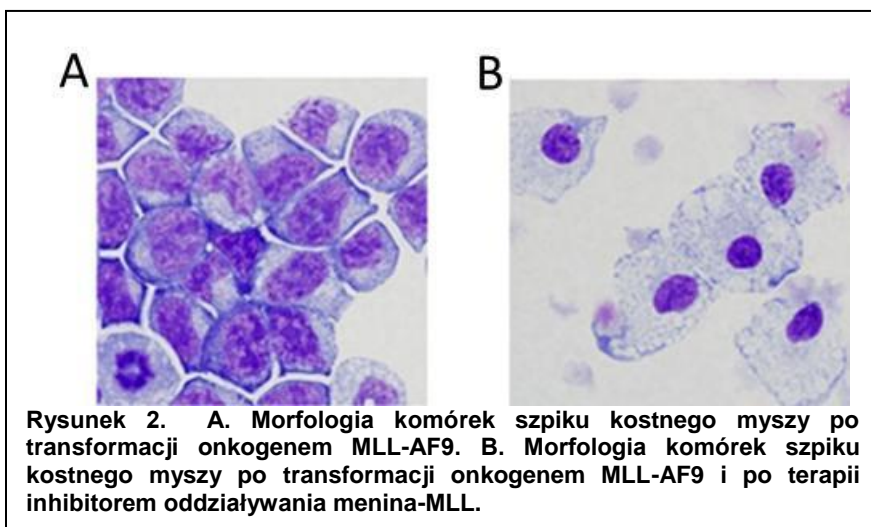 A
B
Rysunek 2. A. Morfologia komórek szpiku kostnego myszy po
transformacji onkogenem MLL-AF9. B. Morfologia komórek szpiku
kostnego myszy po transformacji onkogenem MLL-AF9 i po terapii
inhibitorem oddziaływania menina-MLL.